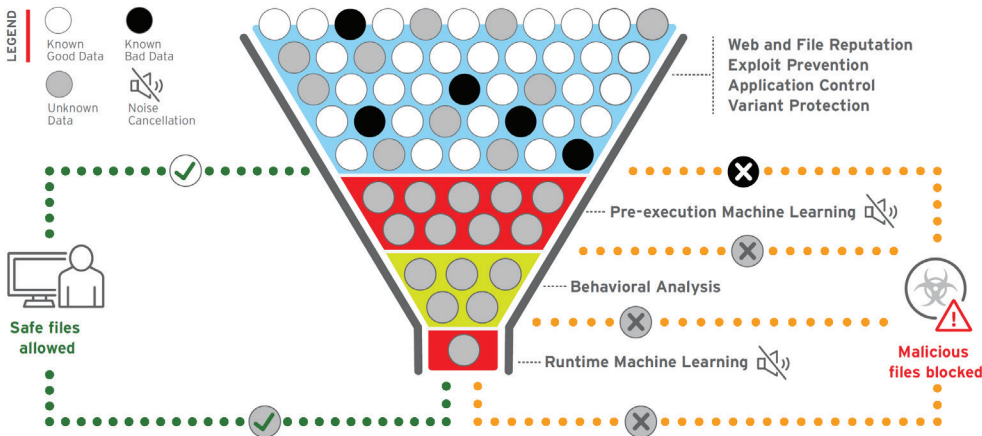 LEGEND
Known
Good Data
Known
Bad Data
Unknown
Data
Noise
Cancellation
Web and File Reputation
Exploit Prevention
Application Control
Variant Protection
Pre-execution Machine Learning
Behavioral Analysis
Runtime Machine Learning
Safe files
allowed
Malicious
files blocked